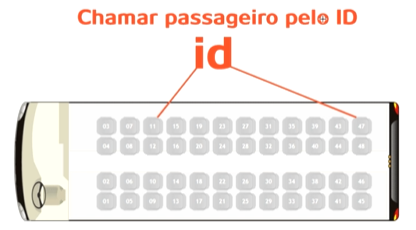 Chamar passageiro pelo ID
id
03 07 11 15 19 23 27 31 35 39 43 47
04 08 12 16 20 24 28 32 36 40 44 48
02 06 10 14 18 22 26 30 34 38 42 46
01 05 09 13 17 21 25 29 33 37 41 45